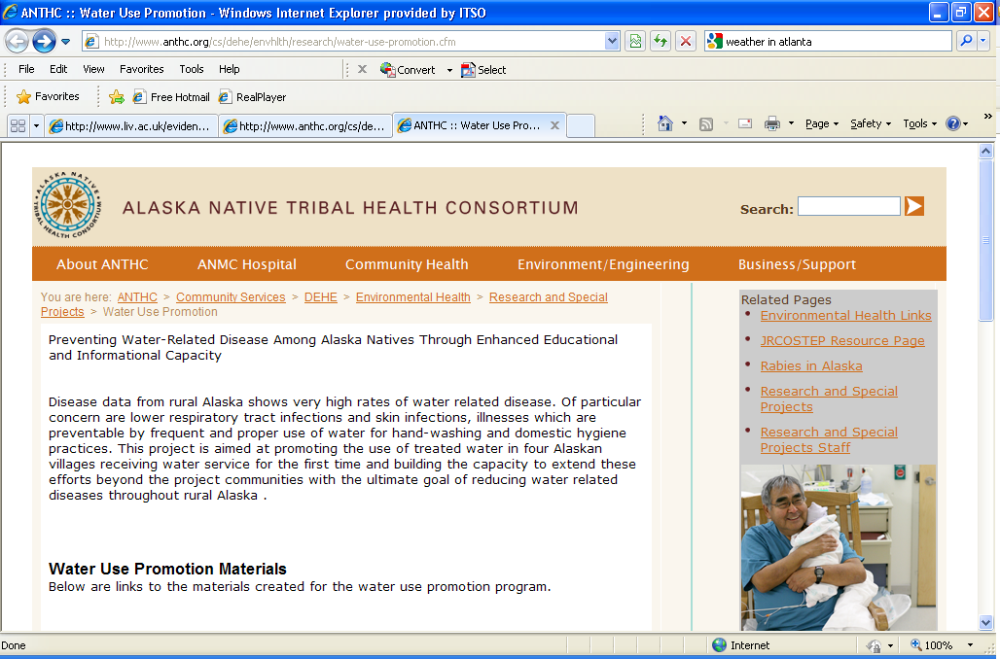 ANTHC :: Water Use Promotion - Windows Internet Explorer provided by ITSO
http://www.anthc.org/cs/dehe/envhlth/research/water-use-promotion.cfm
weather in atlanta
File Edit View Favorites Tools Help
Convert Select
Favorites Free Hotmail RealPlayer
http://www.liv.ac.uk/eviden... http://www.anthc.org/cs/de... ANTHC :: Water Use Pro...
Page Safety Tools
ALASKA NATIVE
TRIBAL HEALTH CONSORTIUM
ALASKA NATIVE TRIBAL HEALTH CONSORTIUM
Search:
About ANTHC ANMC Hospital Community Health Environment/Engineering Business/Support
You are here: ANTHC > Community Services > DEHE > Environmental Health > Research and Special
Projects > Water Use Promotion
Preventing Water-Related Disease Among Alaska Natives Through Enhanced Educational
and Informational Capacity
Disease data from rural Alaska shows very high rates of water related disease. Of particular
concern are lower respiratory tract infections and skin infections, illnesses which are
preventable by frequent and proper use of water for hand-washing and domestic hygiene
practices. This project is aimed at promoting the use of treated water in four Alaskan
villages receiving water service for the first time and building the capacity to extend these
efforts beyond the project communities with the ultimate goal of reducing water related
diseases throughout rural Alaska .
Water Use Promotion Materials
Below are links to the materials created for the water use promotion program.
Related Pages
Environmental Health Links
JRCOSTEP Resource Page
Rabies in Alaska
Research and Special
Projects
Research and Special
Projects Staff
Done
Internet
100%